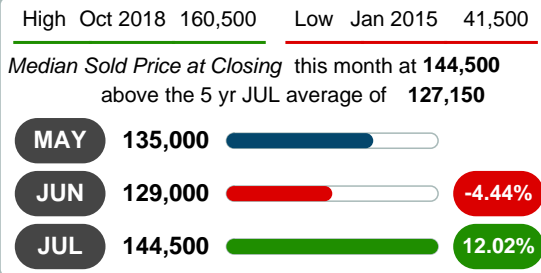 High Oct 2018 160,500 Low Jan 2015 41,500
Median Sold Price at Closing this month at 144,500
above the 5 yr JUL average of 127,150
MAY 135,000
JUN 129,000 -4.44%
JUL 144,500 12.02%